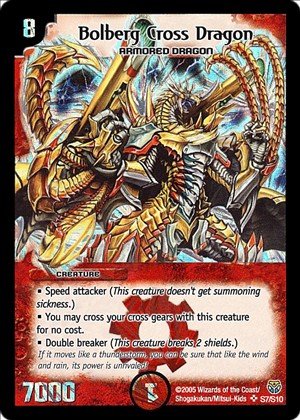 8
Bolberg Cross Dragon
ARMORED DRAGON
CREATURE
▪ Speed attacker (This creature doesn't get summoning
sickness.)
▪ You may cross your cross gears with this creature
for no cost.
▪ Double breaker (This creature breaks 2 shields.)
If it moves like a thunderstorm, you can be sure that like the wind
and rain, its power is unrivaled!
7000
©2005 Wizards of the Coast/
Shogakukan/Mitsui-Kids S7/S10